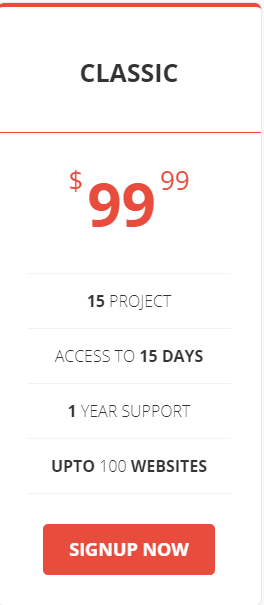 CLASSIC
$ 99 99
15 PROJECT
ACCESS TO 15 DAYS
1 YEAR SUPPORT
UPTO 100 WEBSITES
SIGNUP NOW